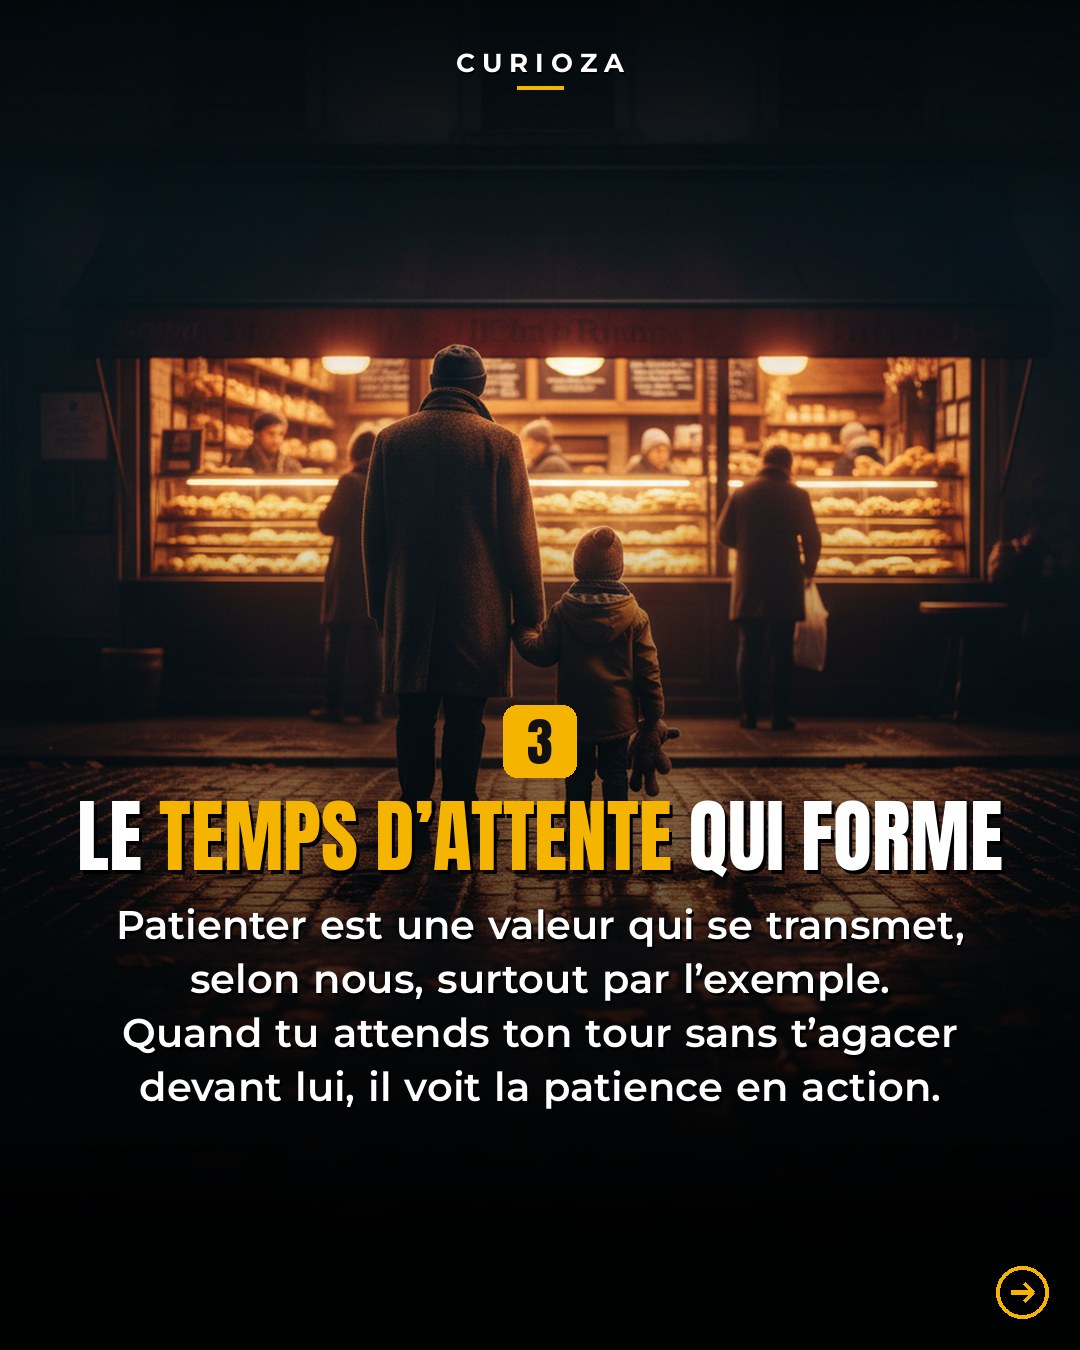 CURIOZA
3
LE TEMPS D’ATTENTE QUI FORME
Patienter est une valeur qui se transmet,
selon nous, surtout par l’exemple.
Quand tu attends ton tour sans t’agacer
devant lui, il voit la patience en action.